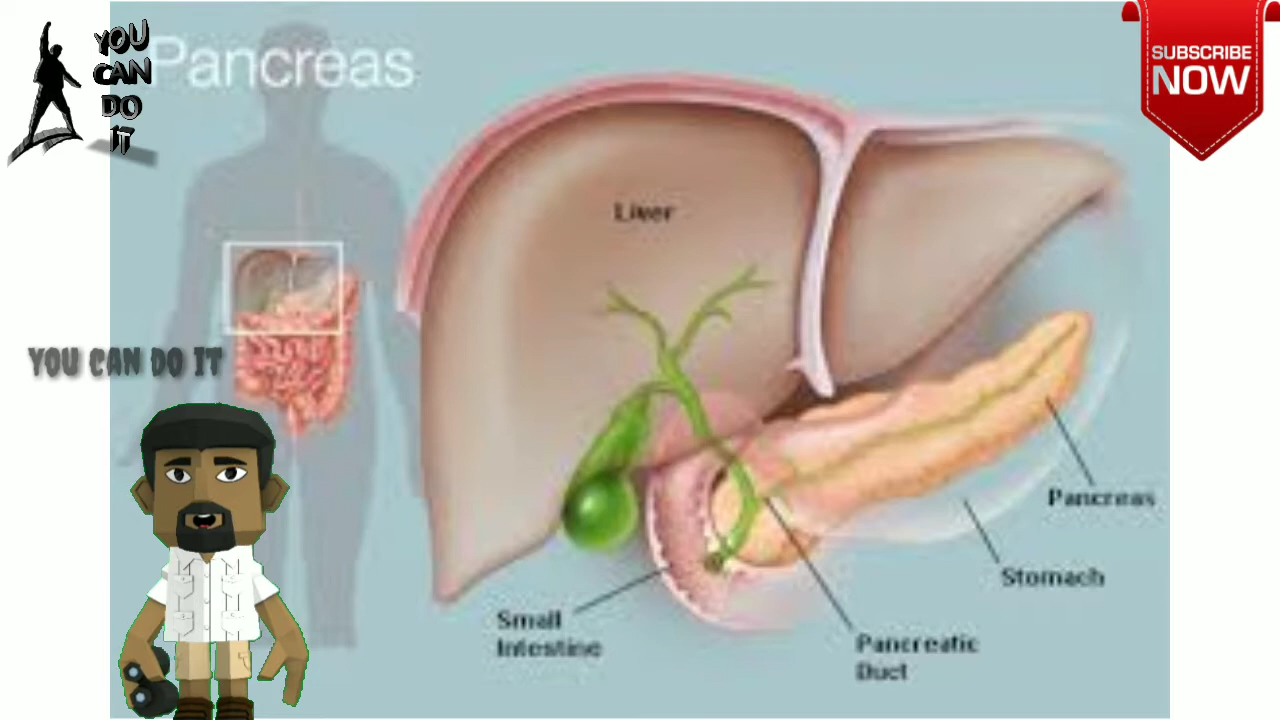 YOU
CAN
DO
IT
Pancreas
SUBSCRIBE
NOW
Liver
YOU CAN DO IT
Pancreas
Stomach
Small
Intestine
Pancreatic
Duct